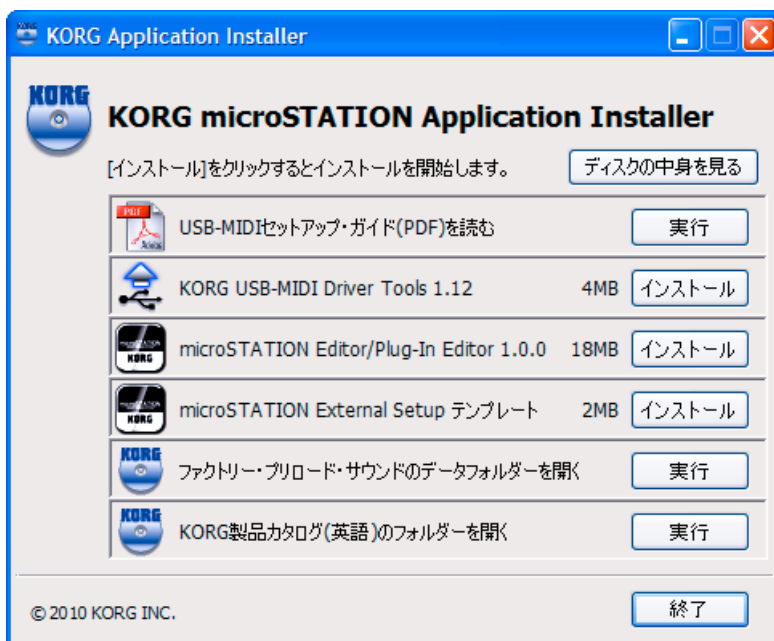 KORG Application Installer
KORG
KORG microSTATION Application Installer
[インストール]をクリックするとインストールを開始します。 ディスクの中身を見る
PDF Adobe USB-MIDIセットアップ・ガイド(PDF)を読む 実行
KORG USB-MIDI Driver Tools 1.12 4MB インストール
KORG microSTATION Editor/Plug-In Editor 1.0.0 18MB インストール
KORG microSTATION External Setup テンプレート 2MB インストール
KORG ファクトリー・プリロード・サウンドのデータフォルダーを開く 実行
KORG KORG製品カタログ(英語)のフォルダーを開く 実行
© 2010 KORG INC. 終了